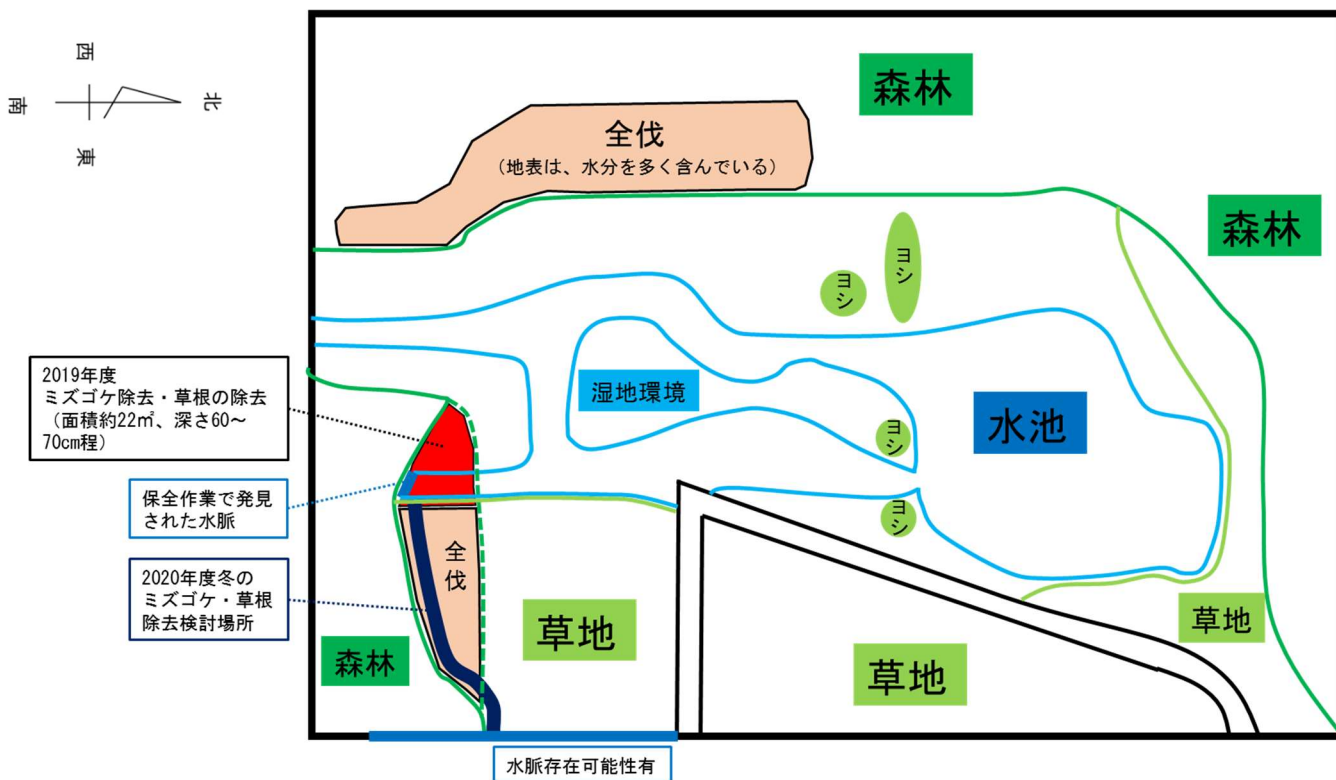 西
南
北
東
森林
全伐
（地表は、水分を多く含んでいる）
森林
ヨシ
ヨシ
2019年度
ミズゴケ除去・草根の除去
（面積約22㎡、深さ60～
70cm程）
湿地環境
水池
ヨシ
保全作業で発見
された水脈
ヨシ
全伐
2020年度冬の
ミズゴケ・草根
除去検討場所
草地
草地
森林
草地
水脈存在可能性有